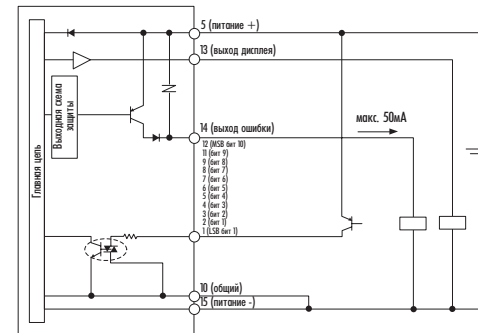 5 (питание +)
13 (выход дисплея)
Главная цепь
Выходная схема
защиты
14 (выход ошибки)
макс. 50мА
12 (MSB бит 10)
11 (бит 9)
9 (бит 8)
8 (бит 7)
7 (бит 6)
6 (бит 5)
5 (бит 4)
4 (бит 3)
3 (бит 2)
2 (бит 1)
1 (LSB бит 1)
10 (общий)
15 (питание -)